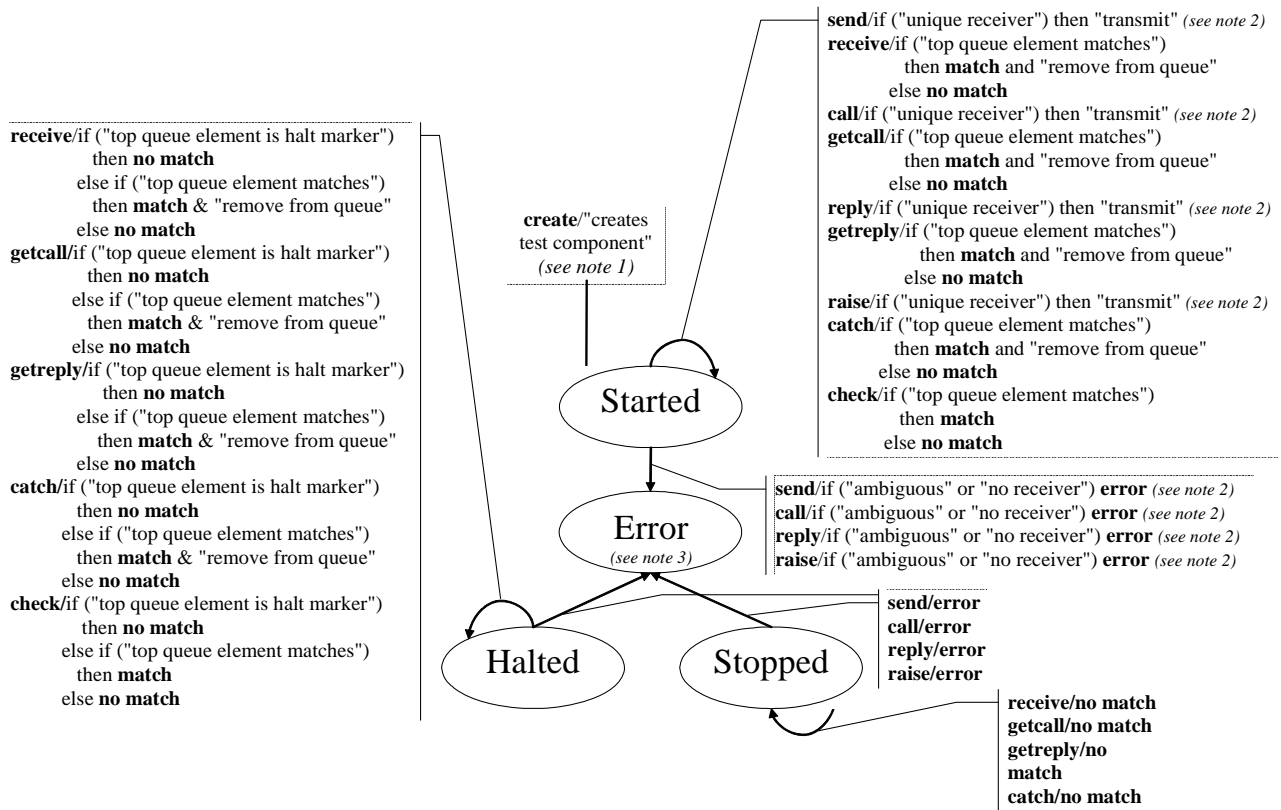 send/if ("unique receiver") then "transmit" (see note 2)
receive/if ("top queue element matches")
then match and "remove from queue"
else no match
call/if ("unique receiver") then "transmit" (see note 2)
getcall/if ("top queue element matches")
then match and "remove from queue"
else no match
reply/if ("unique receiver") then "transmit" (see note 2)
getreply/if ("top queue element matches")
then match and "remove from queue"
else no match
raise/if ("unique receiver") then "transmit" (see note 2)
catch/if ("top queue element matches")
then match and "remove from queue"
else no match
check/if ("top queue element matches")
then match
else no match
receive/if ("top queue element is halt marker")
then no match
else if ("top queue element matches")
then match & "remove from queue"
else no match
getcall/if ("top queue element is halt marker")
then no match
else if ("top queue element matches")
then match & "remove from queue"
else no match
getreply/if ("top queue element is halt marker")
then no match
else if ("top queue element matches")
then match & "remove from queue"
else no match
catch/if ("top queue element is halt marker")
then no match
else if ("top queue element matches")
then match & "remove from queue"
else no match
check/if ("top queue element is halt marker")
then no match
else if ("top queue element matches")
then match
else no match
create/"creates
test component"
(see note 1)
Started
send/if ("ambiguous" or "no receiver") error (see note 2)
call/if ("ambiguous" or "no receiver") error (see note 2)
reply/if ("ambiguous" or "no receiver") error (see note 2)
raise/if ("ambiguous" or "no receiver") error (see note 2)
Error
(see note 3)
send/error
call/error
reply/error
raise/error
Halted
Stopped
receive/no match
getcall/no match
getreply/no
match
catch/no match